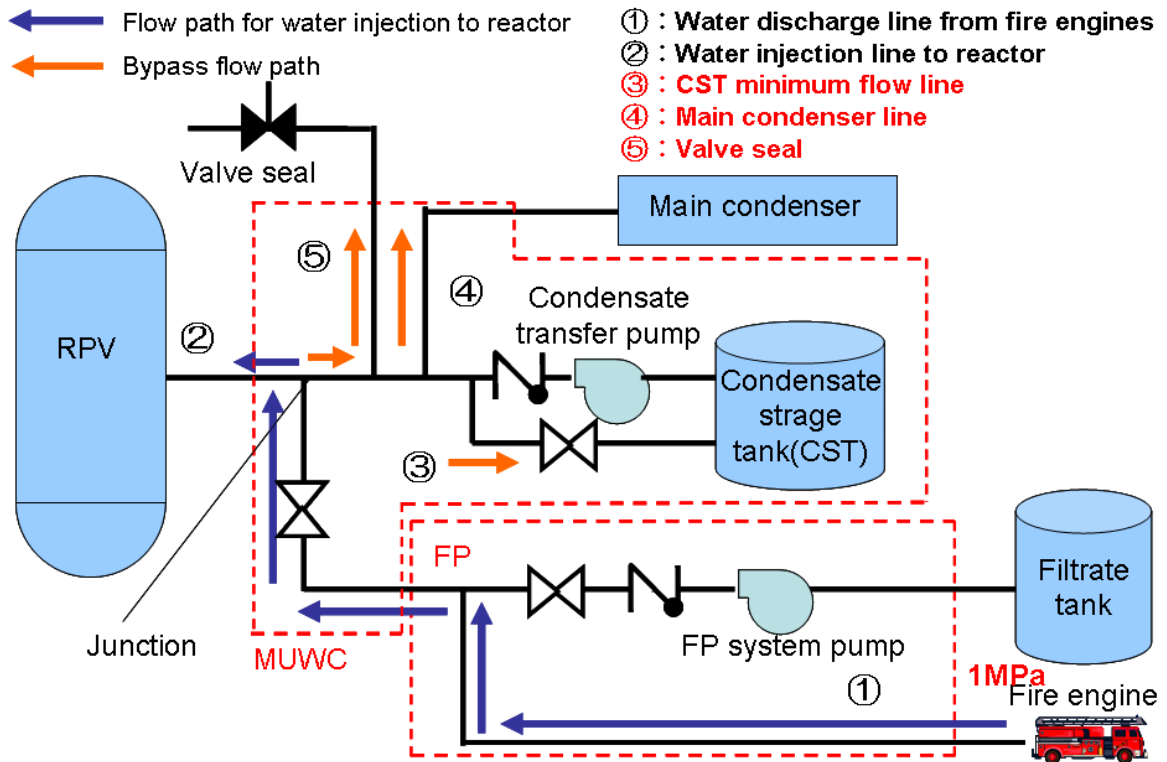 Flow path for water injection to reactor
Bypass flow path
①：Water discharge line from fire engines
②：Water injection line to reactor
③：CST minimum flow line
④：Main condenser line
⑤：Valve seal
Valve seal
Main condenser
⑤
④
Condensate
transfer pump
②
RPV
Condensate
strage
tank(CST)
③
FP
Filtrate
tank
Junction
MUWC
FP system pump
①
1MPa
Fire engine